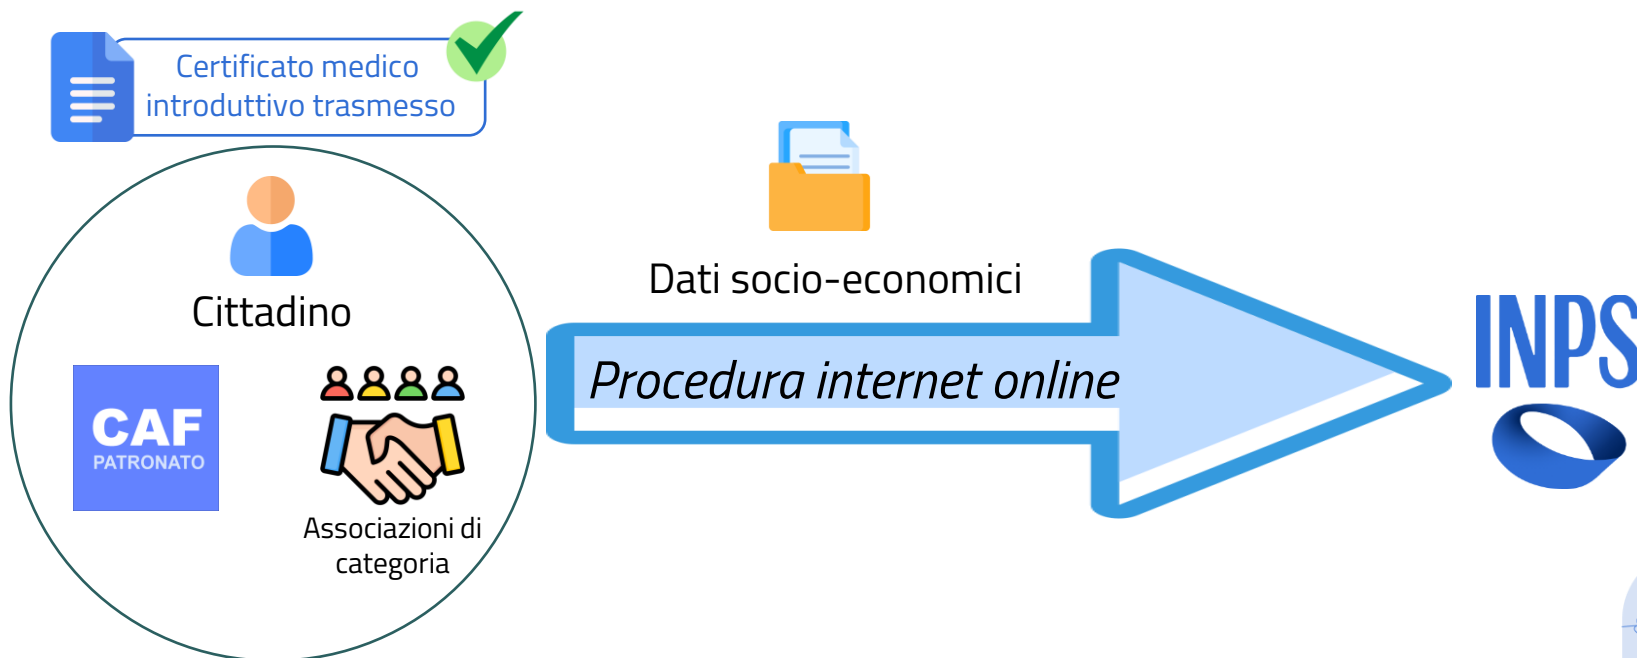 Certificato medico
introduttivo trasmesso
Cittadino
CAF
PATRONATO
Associazioni di
categoria
Dati socio-economici
Procedura internet online
INPS